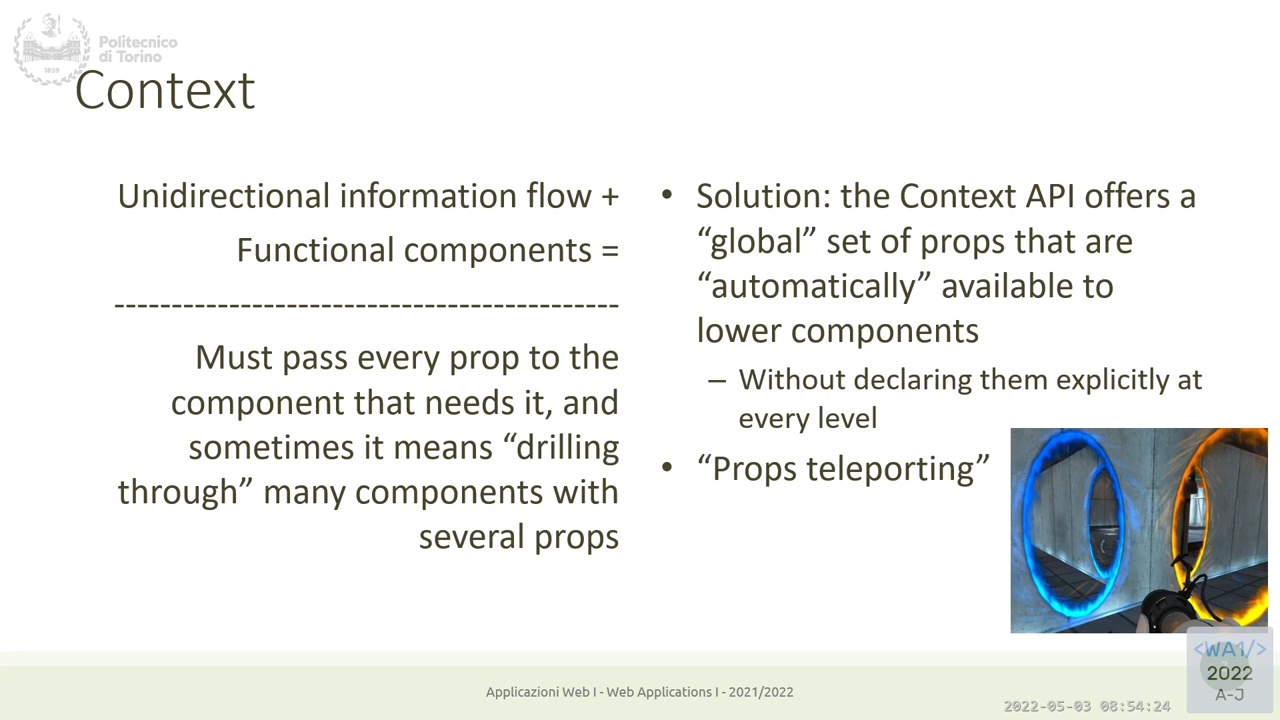 Politecnico
di Torino
1859
Context
Unidirectional information flow +
Functional components =
--------------------------------------------
Must pass every prop to the
component that needs it, and
sometimes it means “drilling
through” many components with
several props
• Solution: the Context API offers a
“global” set of props that are
“automatically” available to
lower components
– Without declaring them explicitly at
every level
• “Props teleporting”
Applicazioni Web I - Web Applications I - 2021/2022
2022-05-03 08:54:24
<WA1/>
2022
A-J